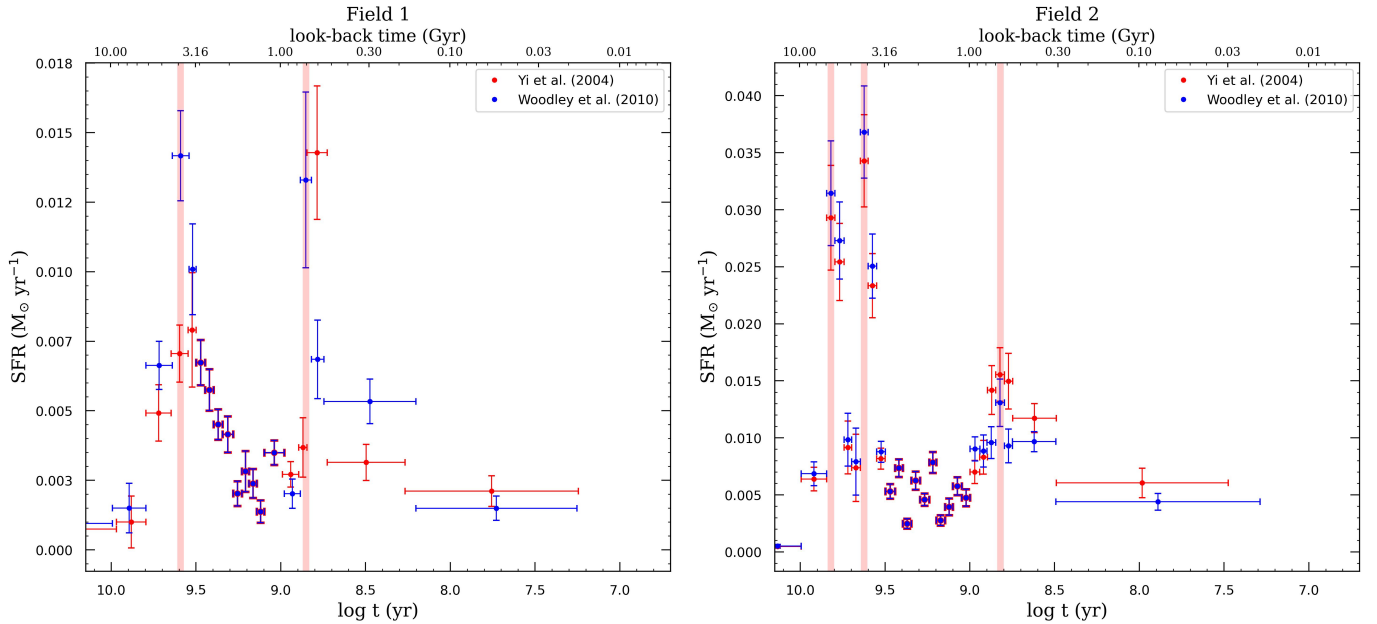 Field 1
look-back time (Gyr)
10.00 3.16 1.00 0.30 0.10 0.03 0.01
Yi et al. (2004)
Woodley et al. (2010)
0.018
0.015
0.012
0.010
0.007
0.005
0.003
0.000
SFR (M⊙ yr⁻¹)
10.0 9.5 9.0 8.5 8.0 7.5 7.0
log t (yr)
Field 2
look-back time (Gyr)
10.00 3.16 1.00 0.30 0.10 0.03 0.01
Yi et al. (2004)
Woodley et al. (2010)
0.040
0.035
0.030
0.025
0.020
0.015
0.010
0.005
0.000
SFR (M⊙ yr⁻¹)
10.0 9.5 9.0 8.5 8.0 7.5 7.0
log t (yr)